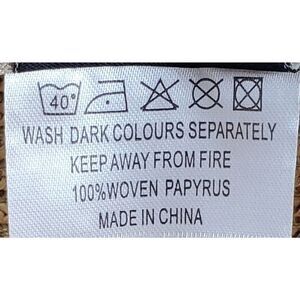 40°
WASH DARK COLOURS SEPARATELY
KEEP AWAY FROM FIRE
100%WOVEN PAPYRUS
MADE IN CHINA